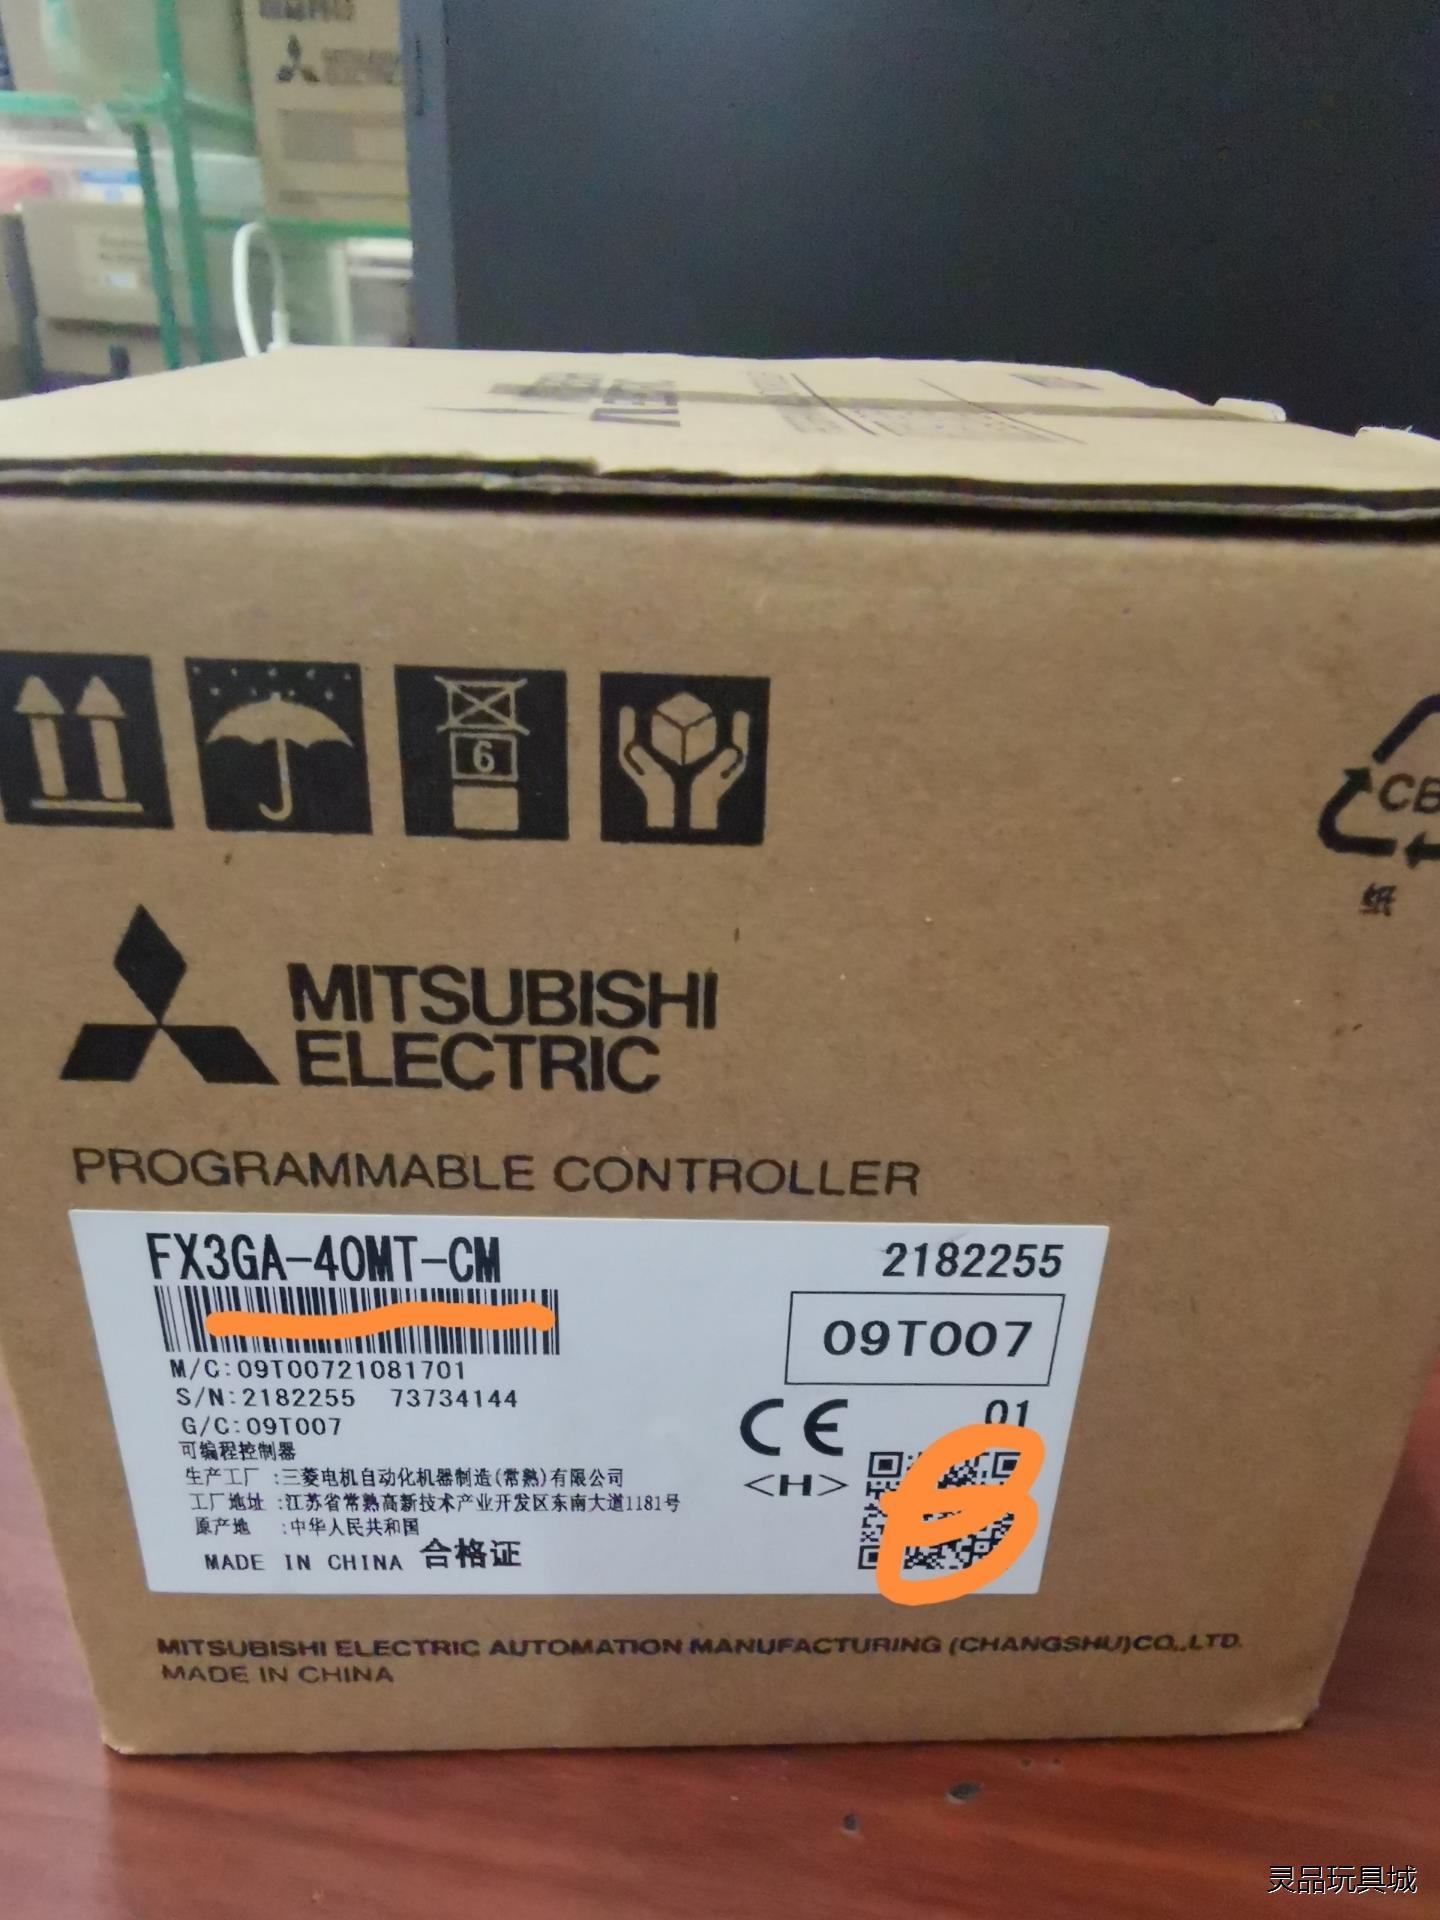 6
CB
纸
MITSUBISHI
ELECTRIC
PROGRAMMABLE CONTROLLER
FX3GA-40MT-CM
2182255
09T007
M/C:09T00721081701
S/N:2182255 73734144
G/C:09T007
01
CE
<H>
可编程控制器
生产工厂 :三菱电机自动化机器制造(常熟)有限公司
工厂地址 :江苏省常熟高新技术产业开发区东南大道1181号
原产地 :中华人民共和国
MADE IN CHINA 合格证
MITSUBISHI ELECTRIC AUTOMATION MANUFACTURING (CHANGSHU)CO.,LTD.
MADE IN CHINA
灵品玩具城